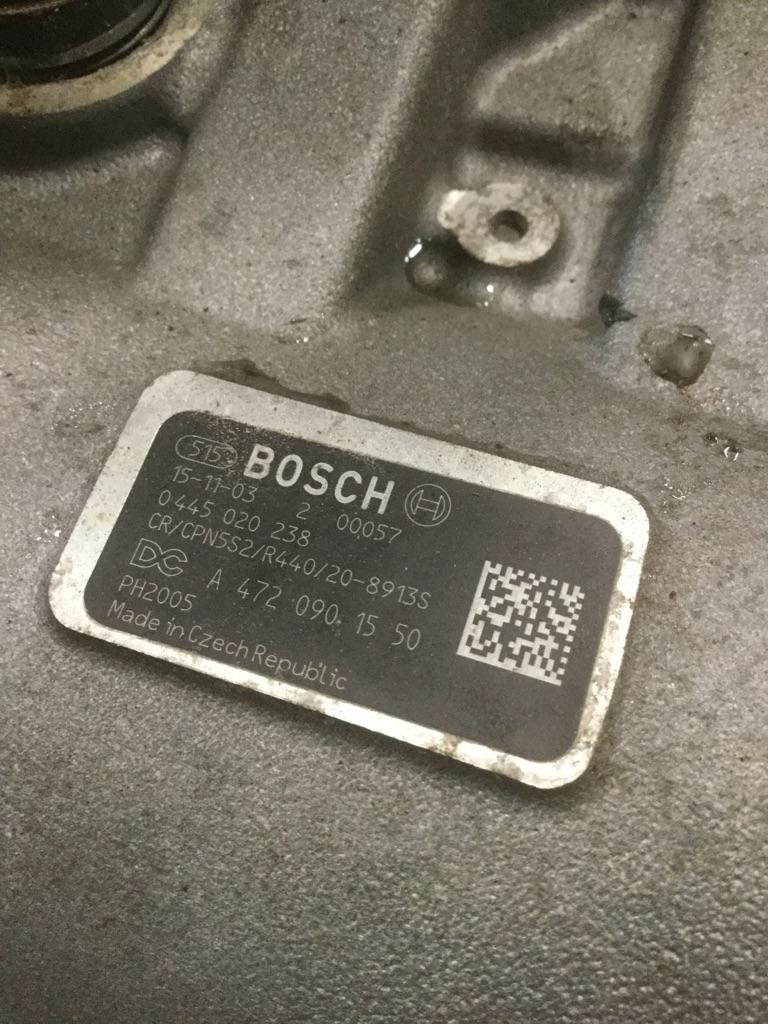 515 BOSCH
15-11-03 2 00057
0 445 020 238
CR/CPN5S2/R440/20-8913S
DC A 472 090 15 50
PH2005
Made in Czech Republic